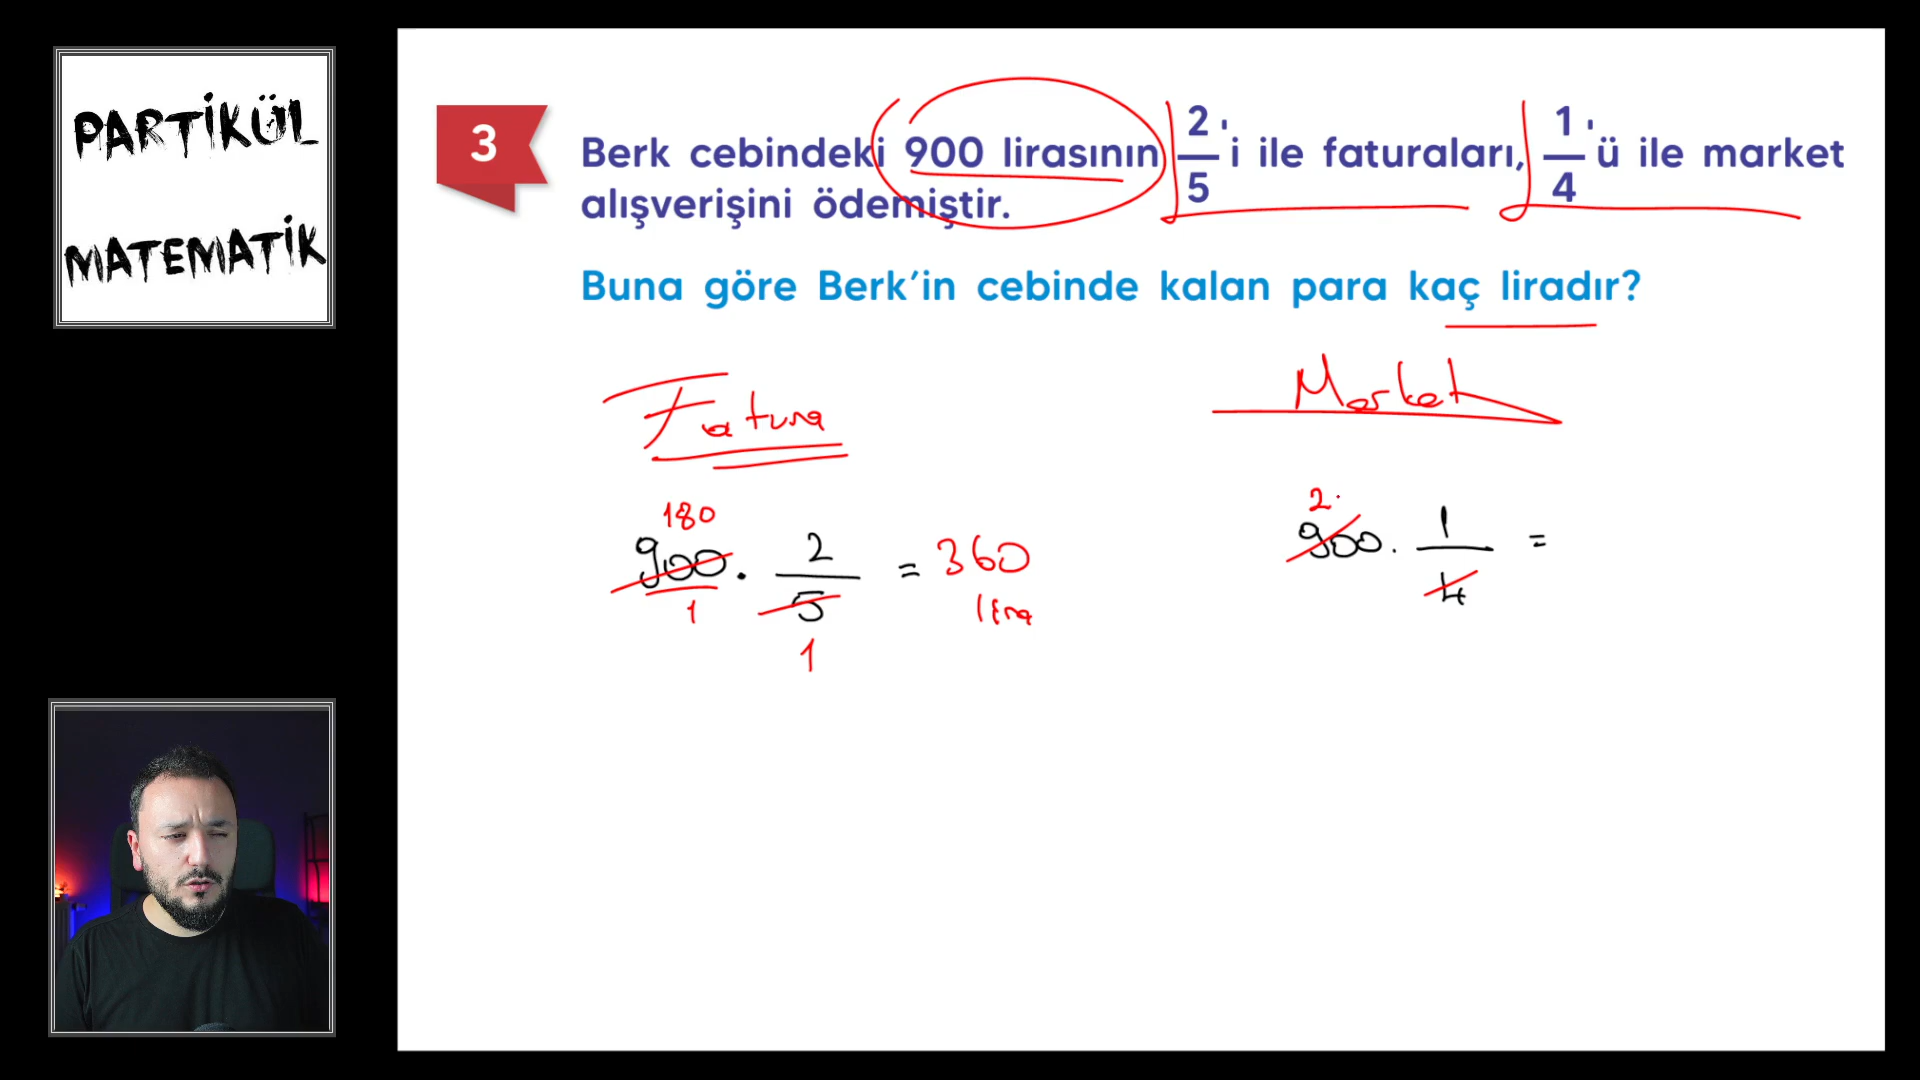 PARTİKÜL
MATEMATİK
3
Berk cebindeki 900 lirasının 2/5'i ile faturaları, 1/4'ü ile market
alışverişini ödemiştir.
Buna göre Berk'in cebinde kalan para kaç liradır?
Fatura
Market
180
900 . 2/5 = 360
1
lira
1
2
900 . 1/4 =